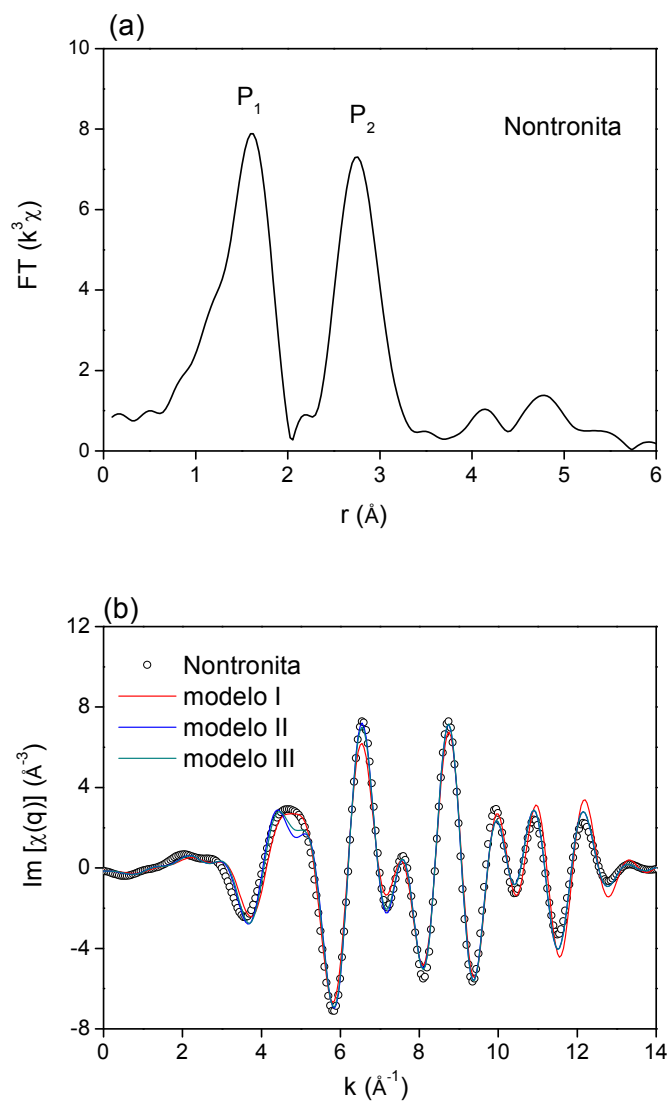 (a)
10
8
6
4
2
0
FT (k³χ)
P₁
P₂
Nontronita
0 1 2 3 4 5 6
r (Å)
(b)
12
8
4
0
-4
-8
Im [χ(q)] (Å⁻³)
Nontronita
modelo I
modelo II
modelo III
0 2 4 6 8 10 12 14
k (Å⁻¹)